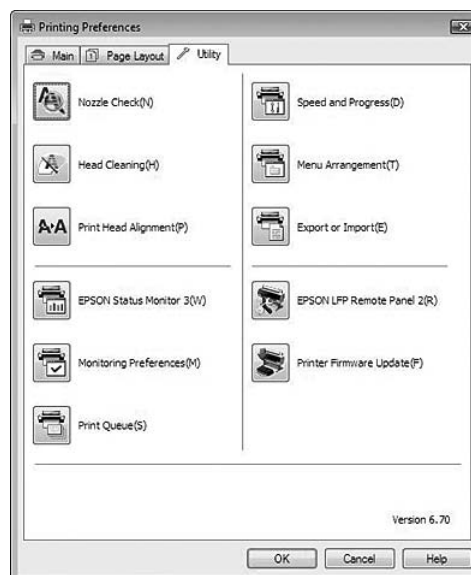 Printing Preferences
Main
Page Layout
Utility
Nozzle Check(N)
Speed and Progress(D)
Head Cleaning(H)
Menu Arrangement(T)
A▸A
Print Head Alignment(P)
Export or Import(E)
EPSON Status Monitor 3(W)
EPSON LFP Remote Panel 2(R)
Monitoring Preferences(M)
Printer Firmware Update(F)
Print Queue(S)
Version 6.70
OK
Cancel
Help